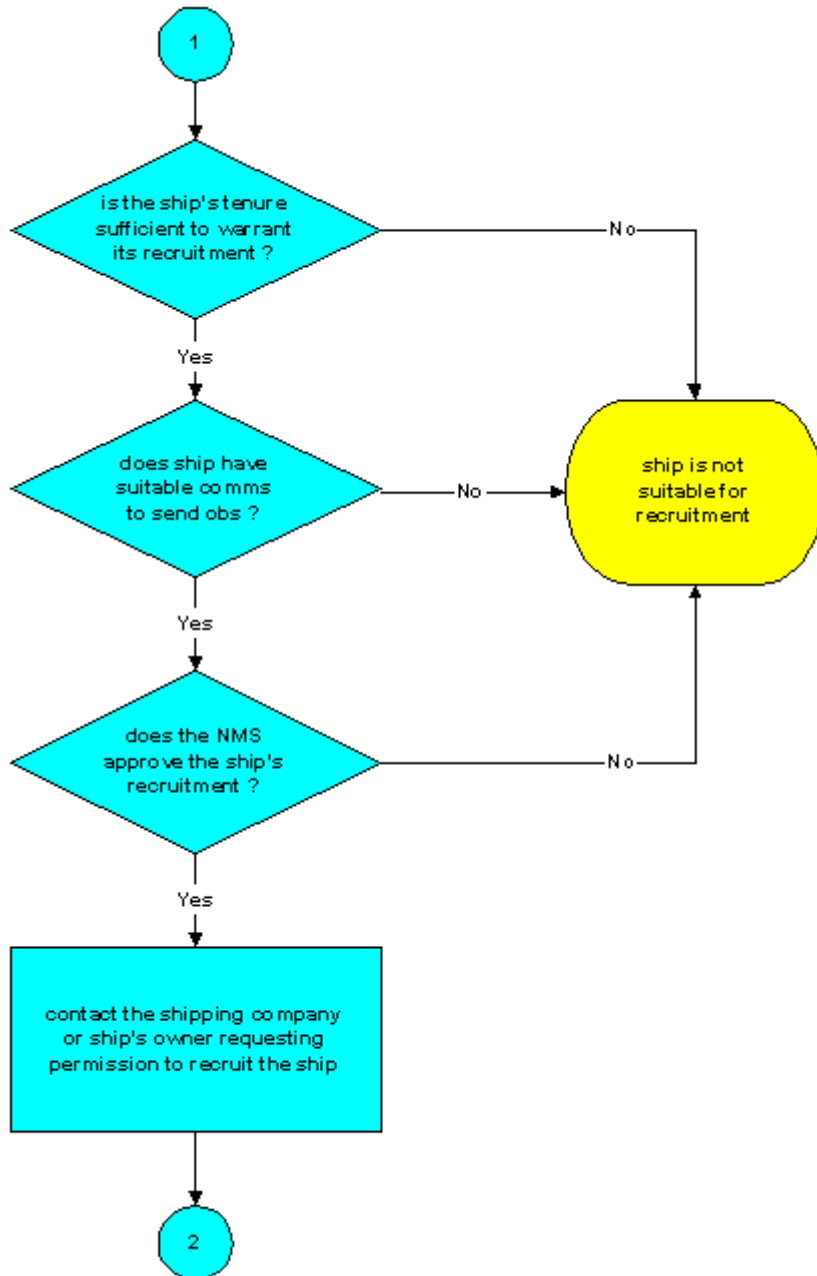 1
is the ship's tenure
sufficient to warrant
its recruitment ?
No
Yes
does ship have
suitable comms
to send obs ?
No
ship is not
suitable for
recruitment
Yes
does the NMS
approve the ship's
recruitment ?
No
Yes
contact the shipping company
or ship's owner requesting
permission to recruit the ship
2